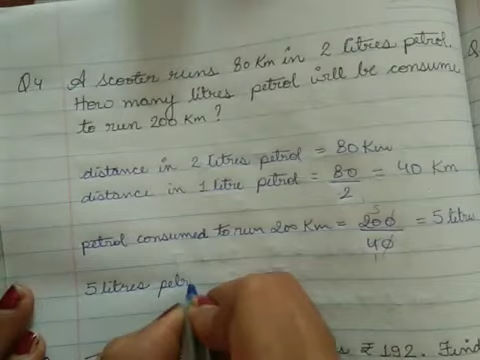 Q4 A scooter runs 80 Km in 2 litres petrol.
How many litres petrol will be consume
to run 200 Km?
distance in 2 litres petrol = 80 Km
distance in 1 litre petrol = 80/2 = 40 Km
petrol consumed to run 200 Km = 200/40 = 5 litres
5 litres petr
₹192. Find